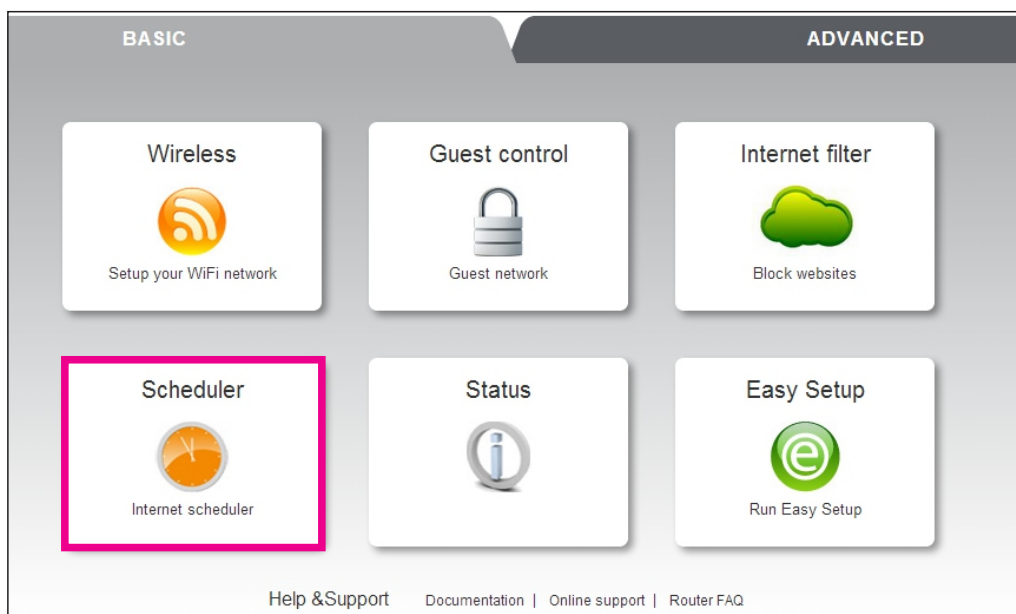 BASIC
ADVANCED
Wireless
Setup your WiFi network
Guest control
Guest network
Internet filter
Block websites
Scheduler
Internet scheduler
Status
Easy Setup
e
Run Easy Setup
Help &Support Documentation | Online support | Router FAQ